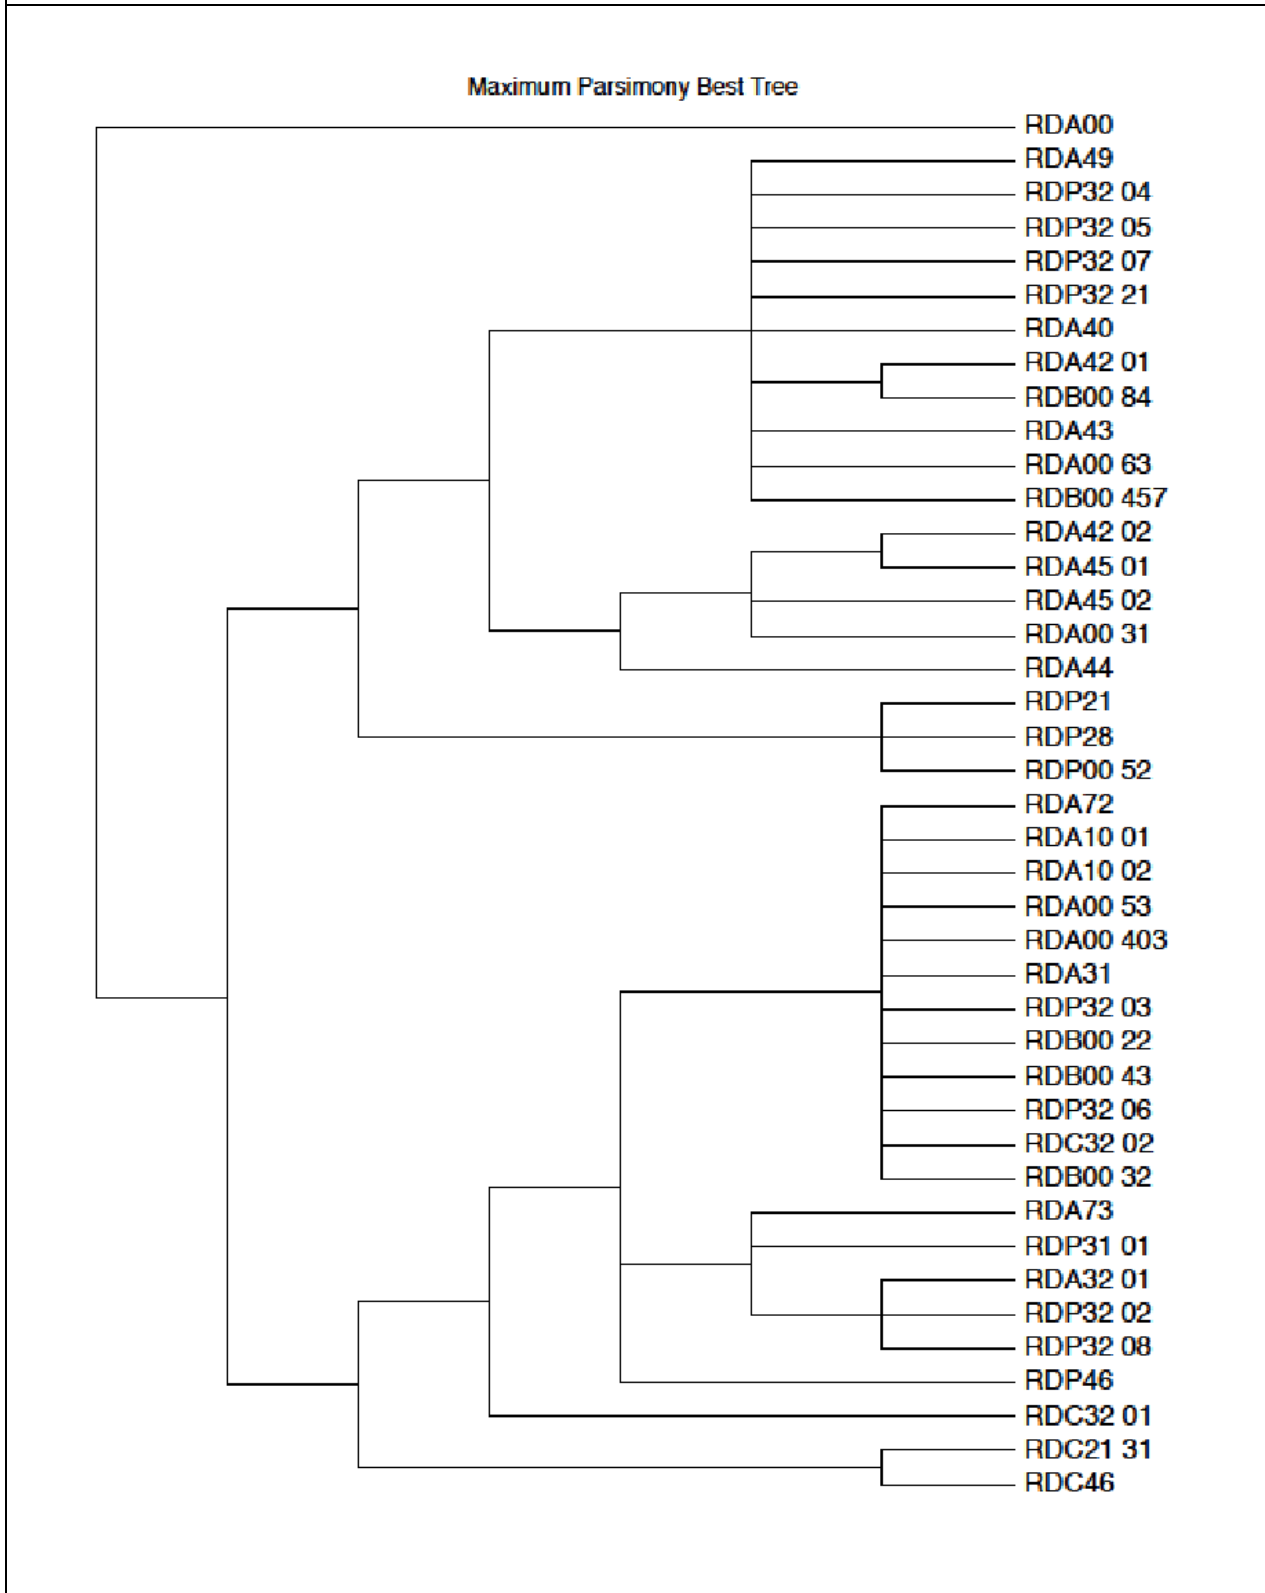 Maximum Parsimony Best Tree
RDA00
RDA49
RDP32 04
RDP32 05
RDP32 07
RDP32 21
RDA40
RDA42 01
RDB00 84
RDA43
RDA00 63
RDB00 457
RDA42 02
RDA45 01
RDA45 02
RDA00 31
RDA44
RDP21
RDP28
RDP00 52
RDA72
RDA10 01
RDA10 02
RDA00 53
RDA00 403
RDA31
RDP32 03
RDB00 22
RDB00 43
RDP32 06
RDC32 02
RDB00 32
RDA73
RDP31 01
RDA32 01
RDP32 02
RDP32 08
RDP46
RDC32 01
RDC21 31
RDC46